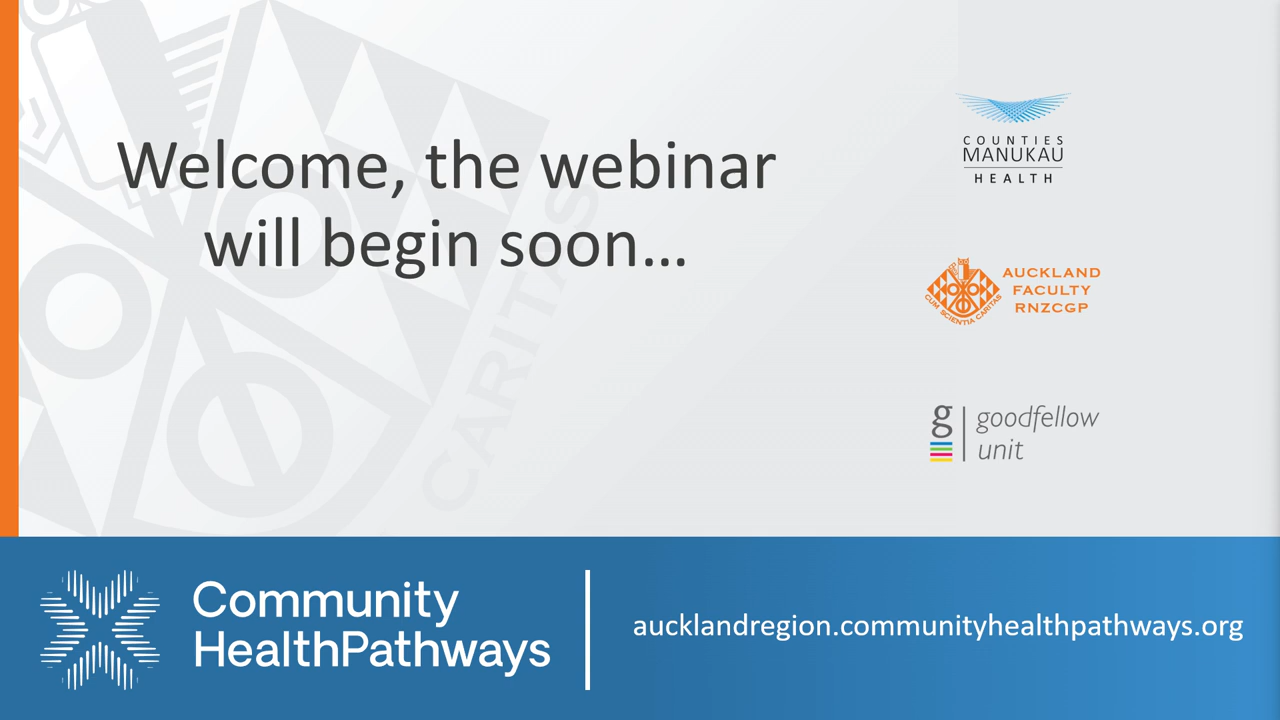 Welcome, the webinar
will begin soon...
COUNTIES
MANUKAU
HEALTH
CUM SCIENTIA CARITAS
AUCKLAND
FACULTY
RNZCGP
g
goodfellow
unit
CARITAS
Community
HealthPathways
aucklandregion.communityhealthpathways.org